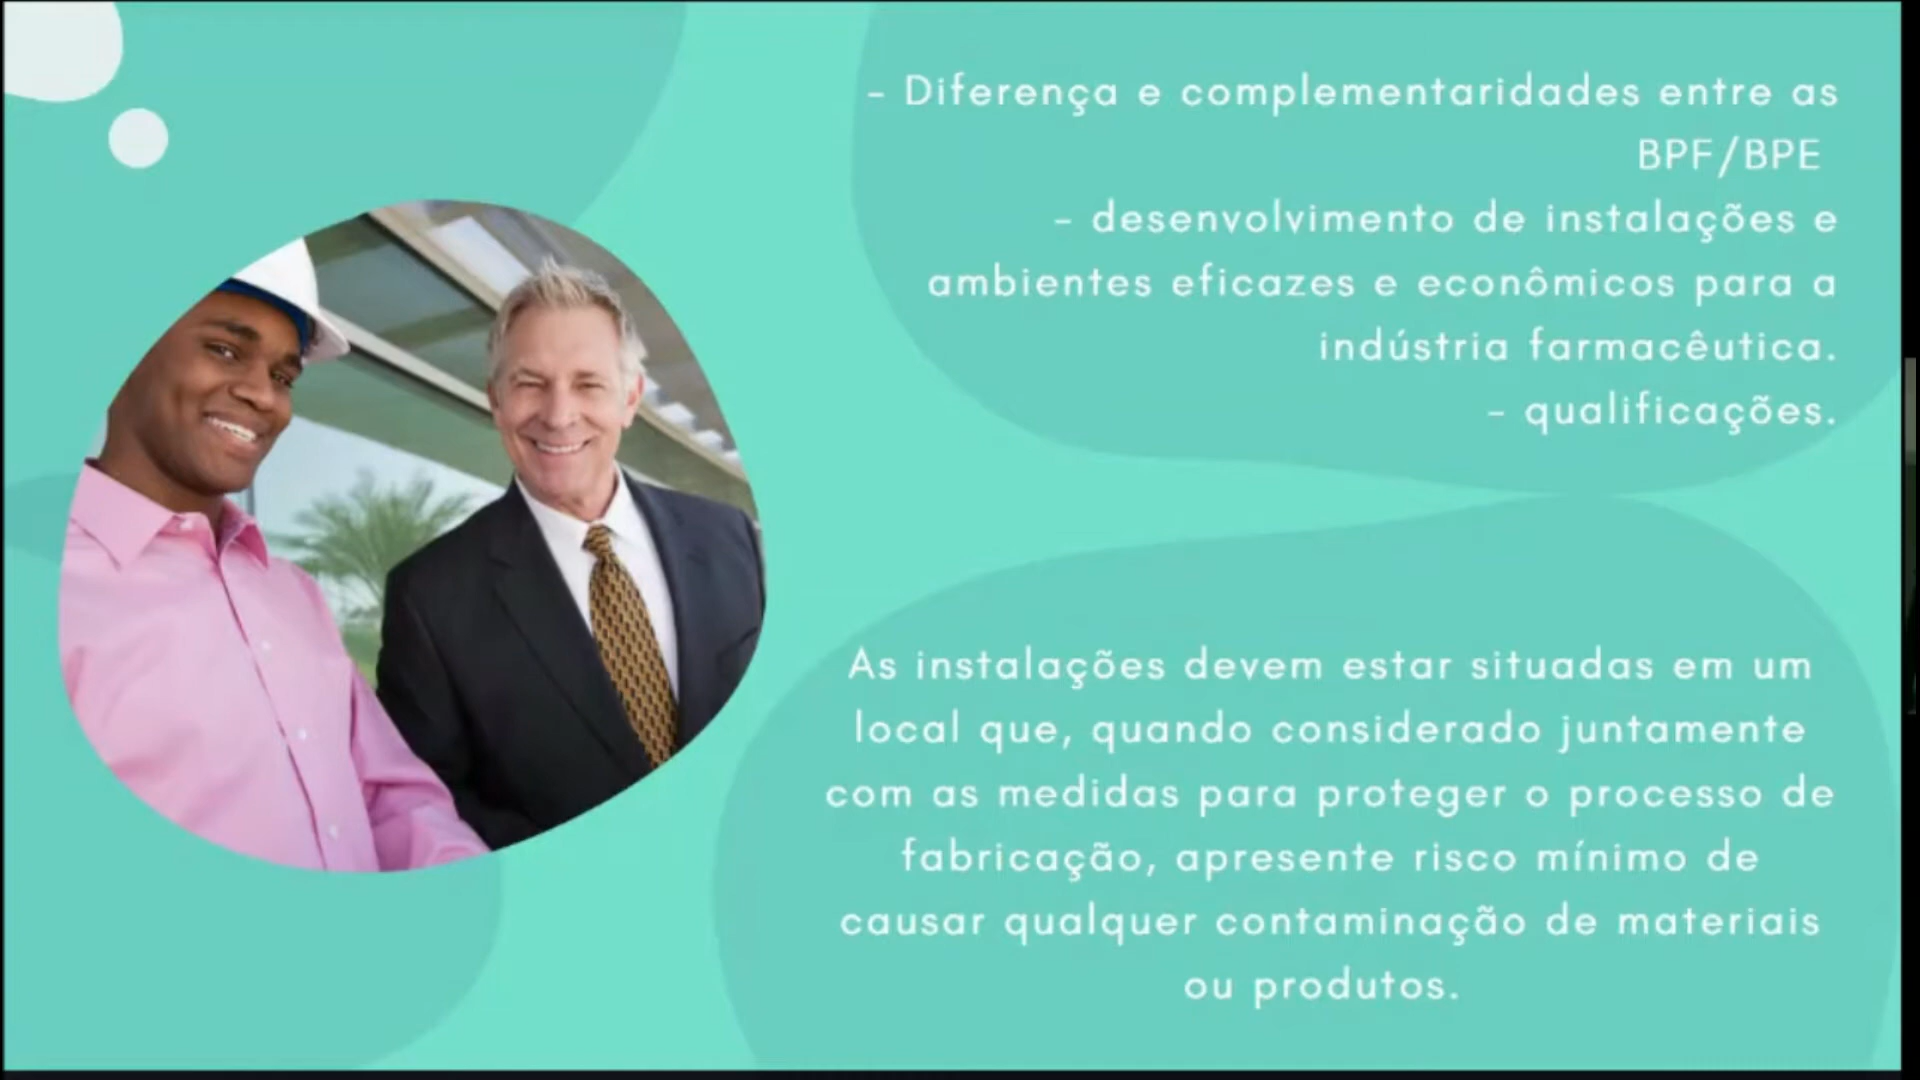 - Diferença e complementaridades entre as
BPF/BPE
- desenvolvimento de instalações e
ambientes eficazes e econômicos para a
indústria farmacêutica.
- qualificações.
As instalações devem estar situadas em um
local que, quando considerado juntamente
com as medidas para proteger o processo de
fabricação, apresente risco mínimo de
causar qualquer contaminação de materiais
ou produtos.